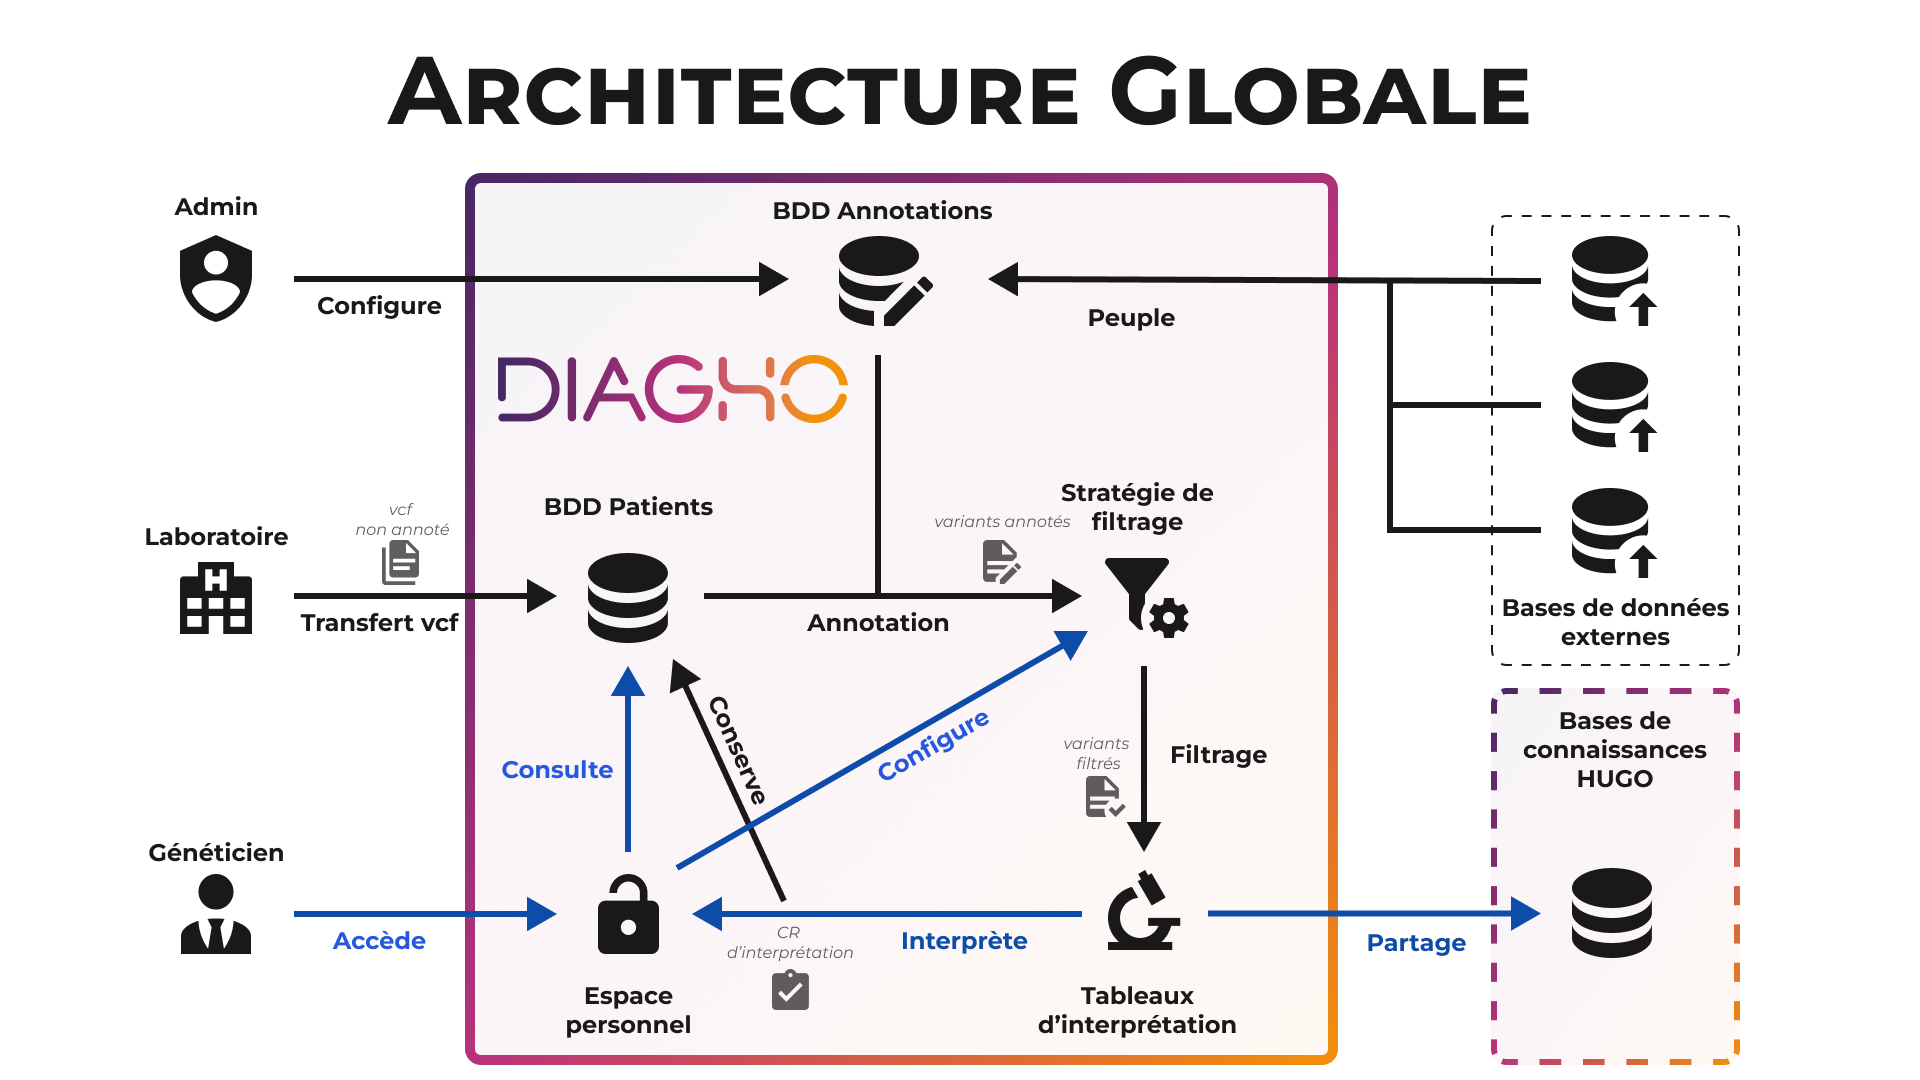 ARCHITECTURE GLOBALE
Admin
Configure
BDD Annotations
Peuple
DIAGHO
Laboratoire
vcf
non annoté
Transfert vcf
BDD Patients
Annotation
variants annotés
Stratégie de
filtrage
Bases de données
externes
Consulte
Conserve
Configure
variants
filtrés
Filtrage
Bases de
connaissances
HUGO
Généticien
Accède
Espace
personnel
CR
d'interprétation
Interprète
Tableaux
d'interprétation
Partage
H